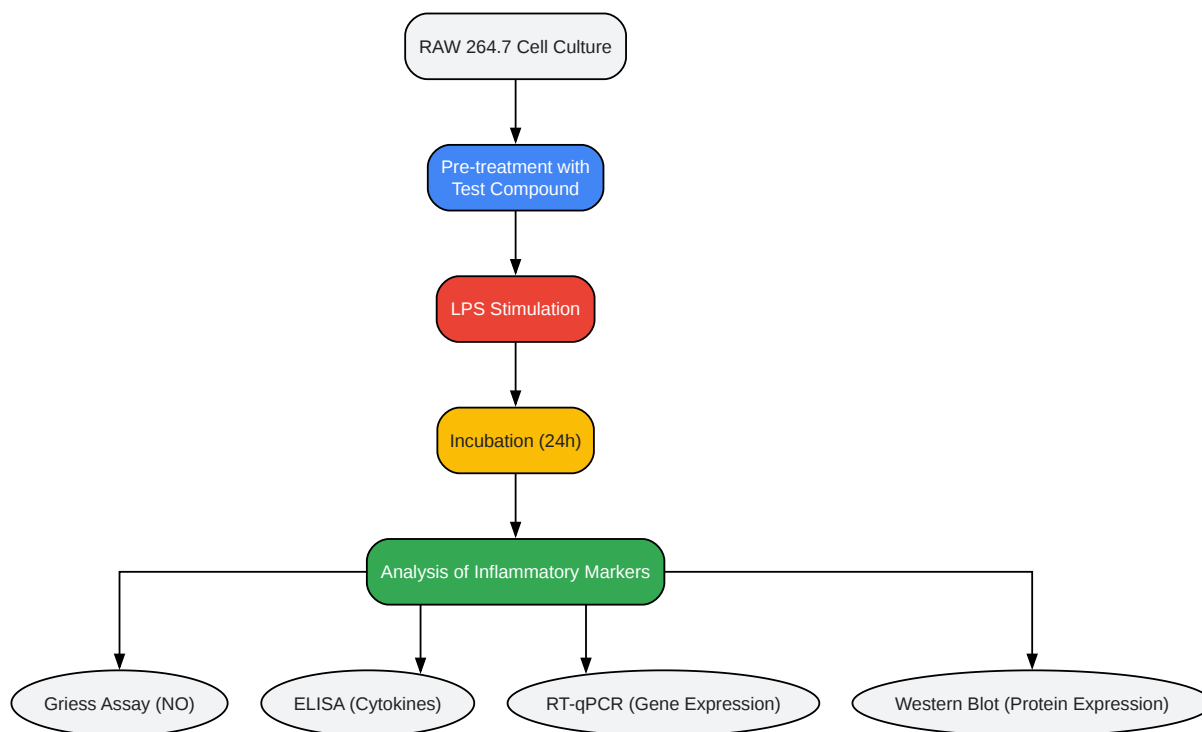 RAW 264.7 Cell Culture
Pre-treatment with
Test Compound
LPS Stimulation
Incubation (24h)
Analysis of Inflammatory Markers
Griess Assay (NO)
ELISA (Cytokines)
RT-qPCR (Gene Expression)
Western Blot (Protein Expression)